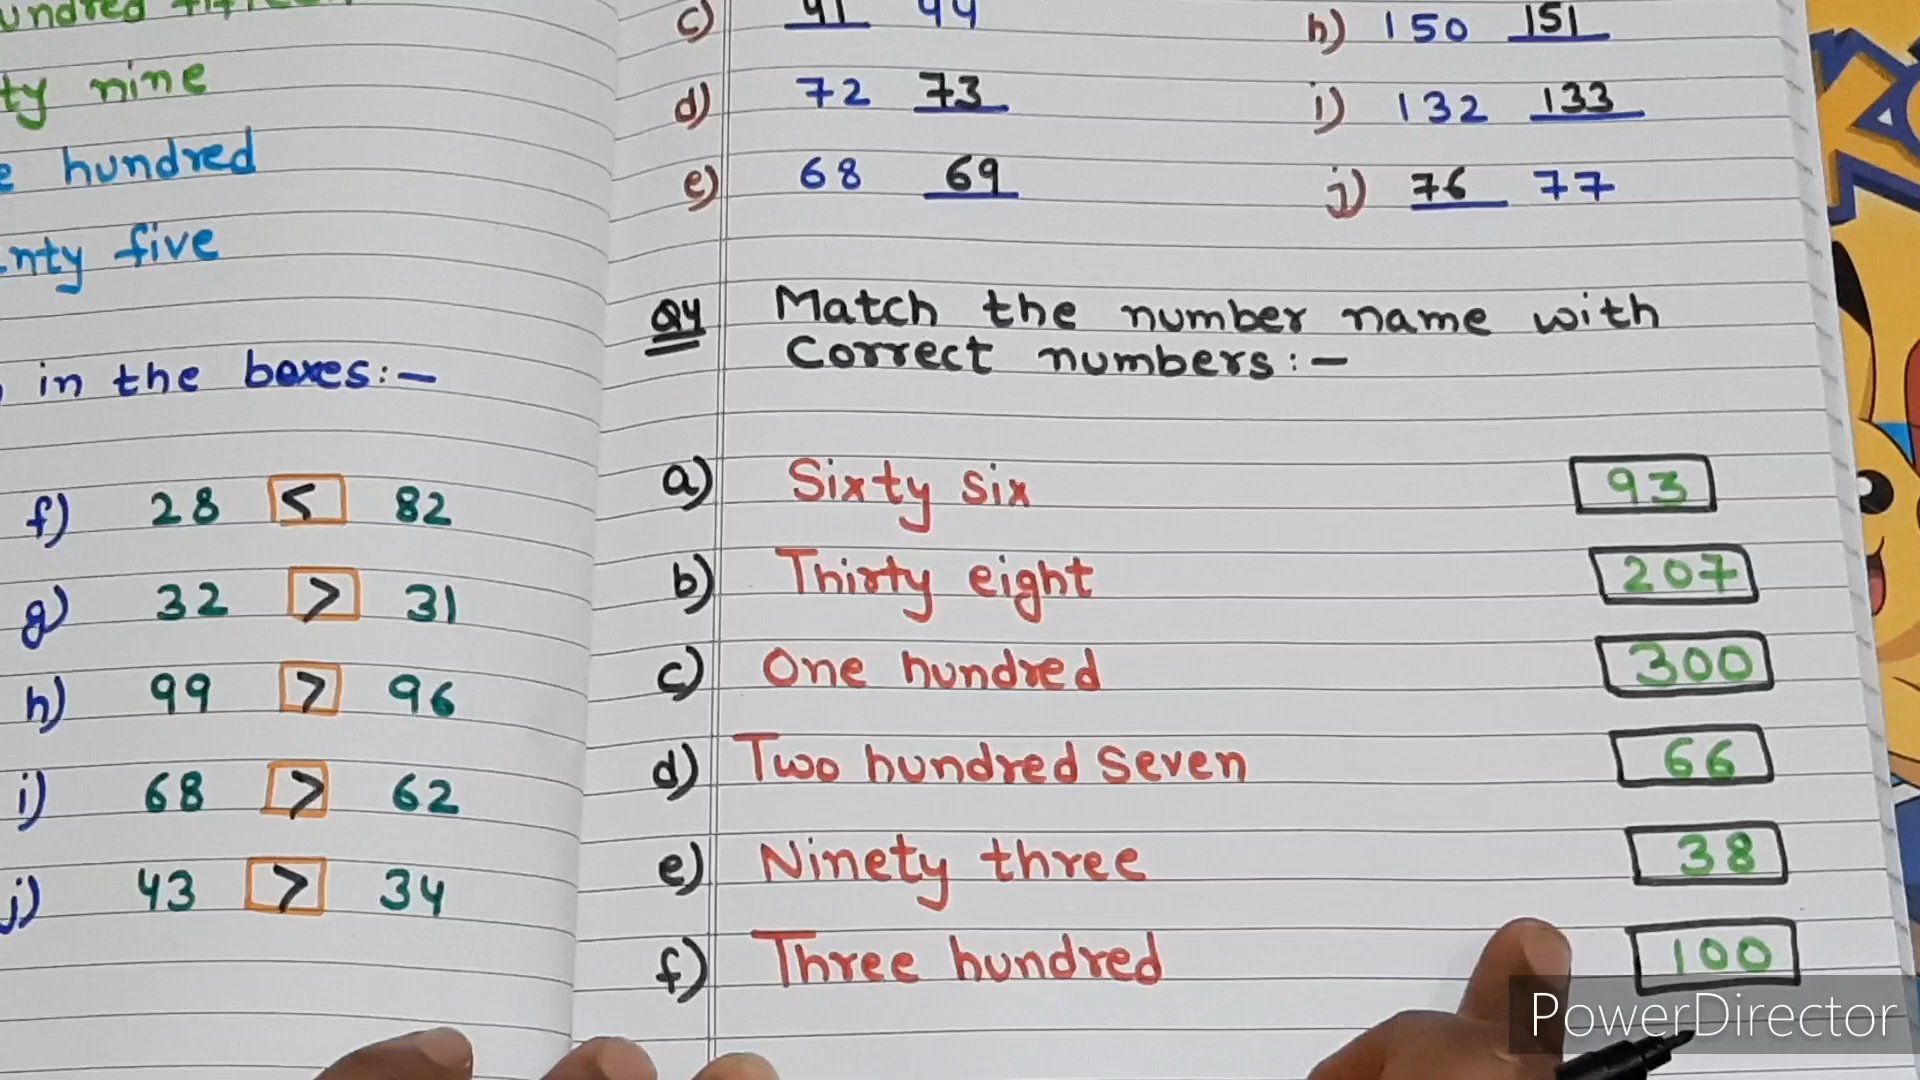 ty nine
hundred
nty five
in the boxes:-
f) 28 < 82
g) 32 > 31
h) 99 > 96
i) 68 > 62
j) 43 > 34
c) 91 99
h) 150 151
d) 72 73
i) 132 133
e) 68 69
j) 76 77
Q4 Match the number name with
Correct numbers:-
a) Sixty six 93
b) Thirty eight 207
c) One hundred 300
d) Two hundred seven 66
e) Ninety three 38
f) Three hundred 100
PowerDirector